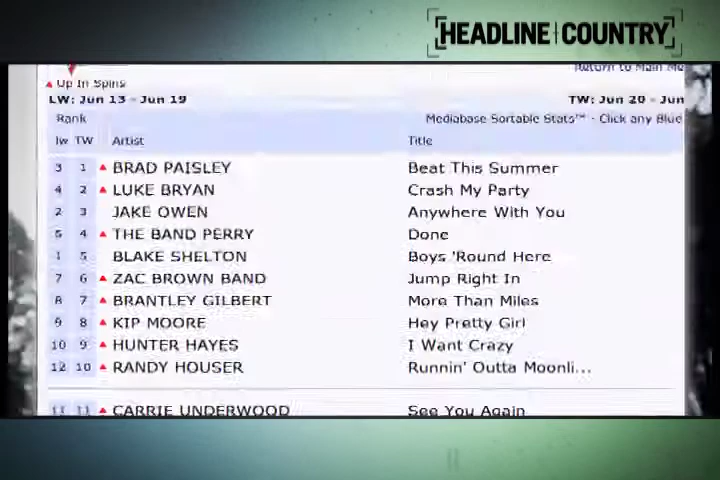 HEADLINE COUNTRY
Return to Main Me
Up In Spins
LW: Jun 13 - Jun 19 TW: Jun 20 - Jun
Rank Mediabase Sortable Stats™ - Click any Blue
lw TW Artist Title
3 1 BRAD PAISLEY Beat This Summer
4 2 LUKE BRYAN Crash My Party
2 3 JAKE OWEN Anywhere With You
5 4 THE BAND PERRY Done
1 5 BLAKE SHELTON Boys 'Round Here
7 6 ZAC BROWN BAND Jump Right In
8 7 BRANTLEY GILBERT More Than Miles
9 8 KIP MOORE Hey Pretty Girl
10 9 HUNTER HAYES I Want Crazy
12 10 RANDY HOUSER Runnin' Outta Moonli...
11 11 CARRIE UNDERWOOD See You Again